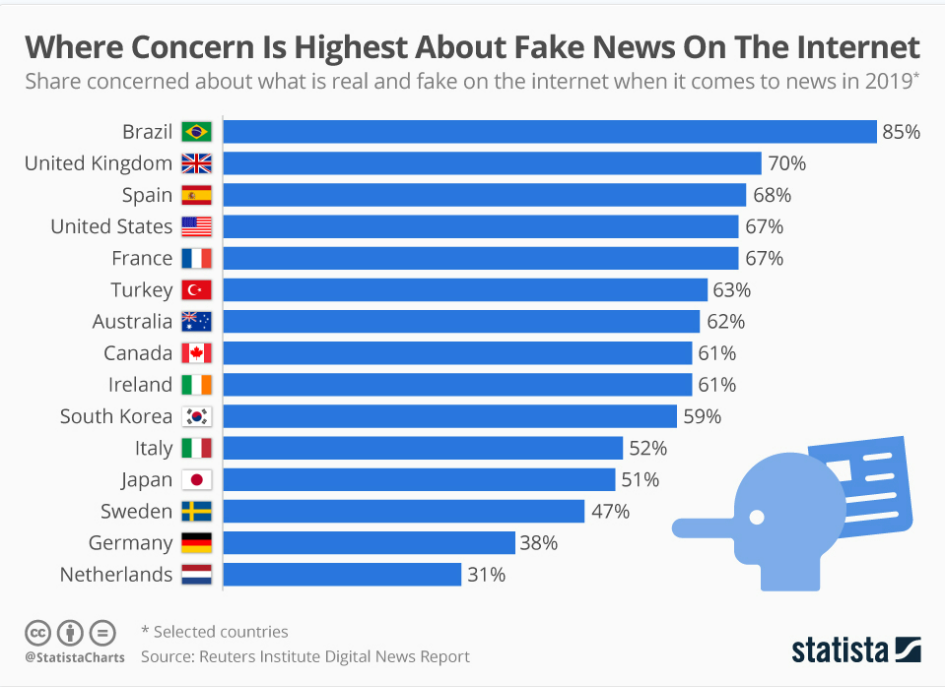 Where Concern Is Highest About Fake News On The Internet
Share concerned about what is real and fake on the internet when it comes to news in 2019*
Brazil 85%
United Kingdom 70%
Spain 68%
United States 67%
France 67%
Turkey 63%
Australia 62%
Canada 61%
Ireland 61%
South Korea 59%
Italy 52%
Japan 51%
Sweden 47%
Germany 38%
Netherlands 31%
cc
* Selected countries
@StatistaCharts Source: Reuters Institute Digital News Report
statista